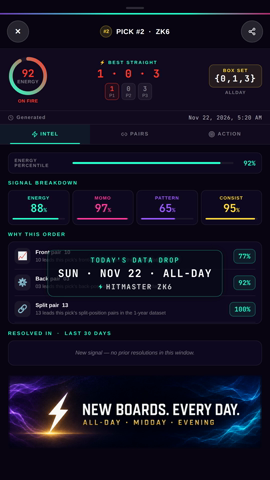 #2 PICK #2 · ZK6
92
ENERGY
ON FIRE
⚡ BEST STRAIGHT
1 · 0 · 3
1 0 3
P1 P2 P3
BOX SET
{0,1,3}
ALLDAY
Generated
Nov 22, 2026, 5:20 AM
INTEL
PAIRS
ACTION
ENERGY PERCENTILE
92%
SIGNAL BREAKDOWN
ENERGY
88%
MOMO
97%
PATTERN
65%
CONSIST
95%
WHY THIS ORDER
Front pair
77%
TODAY'S DATA DROP
SUN · NOV 22 · ALL-DAY
⚡ HITMASTER ZK6
92%
Split pair 13
13 leads this pick's split-position pairs in the 1-year dataset
100%
RESOLVED IN · LAST 30 DAYS
New signal — no prior resolutions in this window.
NEW BOARDS. EVERY DAY.
ALL-DAY · MIDDAY · EVENING